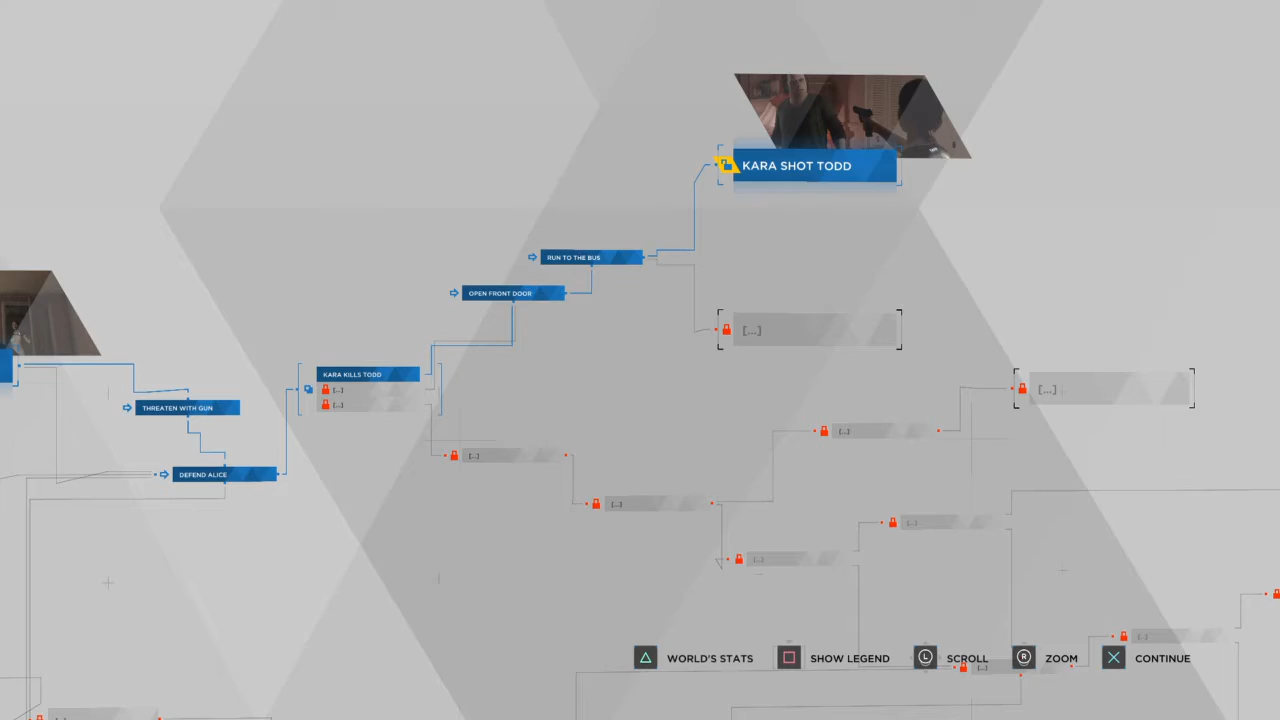 KARA SHOT TODD
RUN TO THE BUS
OPEN FRONT DOOR
[...]
KARA KILLS TODD
[...]
[...]
[...]
THREATEN WITH GUN
[...]
[...]
DEFEND ALICE
[...]
[...]
[...]
[...]
WORLD'S STATS
SHOW LEGEND
L
SCROLL
R
ZOOM
CONTINUE
[...]
[...]